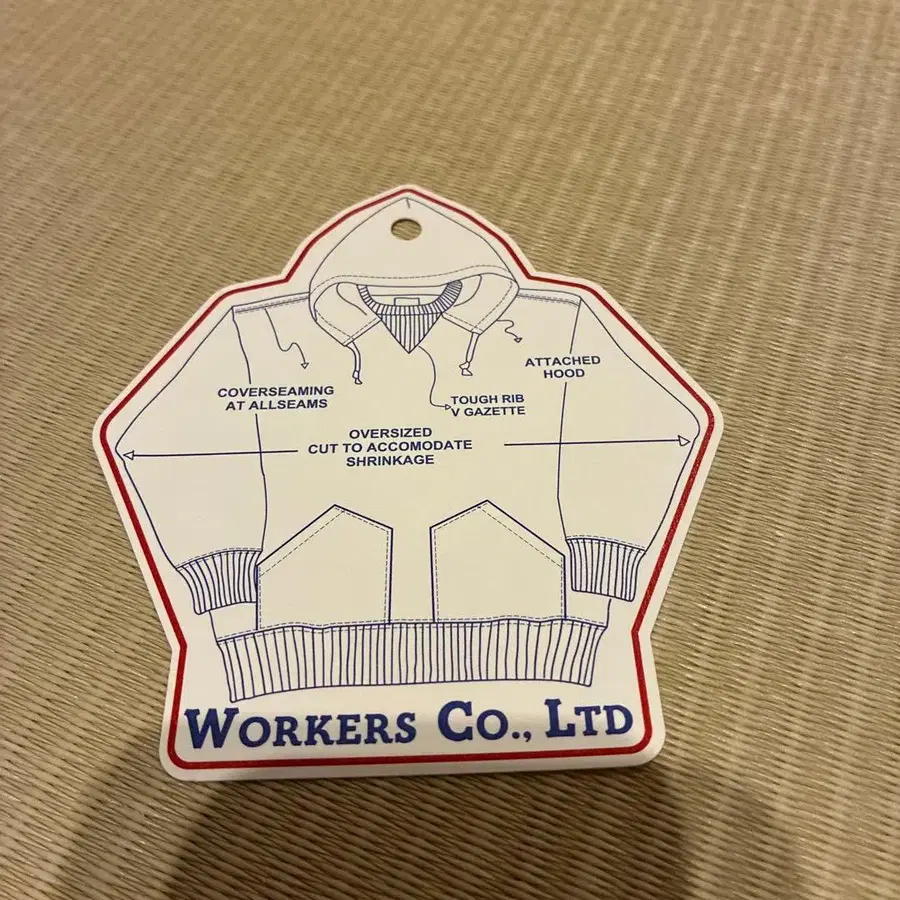 ATTACHED
HOOD
COVERSEAMING
AT ALLSEAMS
TOUGH RIB
V GAZETTE
OVERSIZED
CUT TO ACCOMODATE
SHRINKAGE
WORKERS CO., LTD